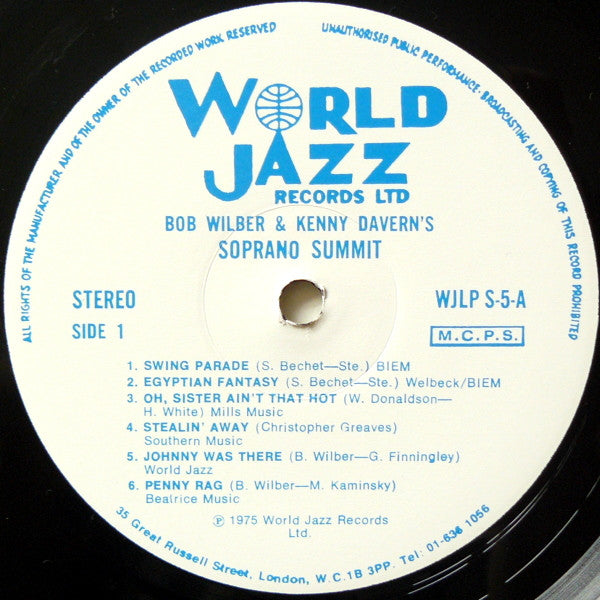 ALL RIGHTS OF THE MANUFACTURER AND OF THE OWNER OF THE RECORDED WORK RESERVED
UNAUTHORISED PUBLIC PERFORMANCE, BROADCASTING AND COPYING OF THIS RECORD PROHIBITED
WORLD
JAZZ
RECORDS LTD
BOB WILBER & KENNY DAVERN'S
SOPRANO SUMMIT
STEREO
SIDE 1
WJLP S-5-A
M.C.P.S.
1. SWING PARADE (S. Bechet—Ste.) BIEM
2. EGYPTIAN FANTASY (S. Bechet—Ste.) Welbeck/BIEM
3. OH, SISTER AIN'T THAT HOT (W. Donaldson—
H. White) Mills Music
4. STEALIN' AWAY (Christopher Greaves)
Southern Music
5. JOHNNY WAS THERE (B. Wilber—G. Finningley)
World Jazz
6. PENNY RAG (B. Wilber—M. Kaminsky)
Beatrice Music
℗ 1975 World Jazz Records
Ltd.
35 Great Russell Street, London, W.C.1B 3PP. Tel: 01-636 1056